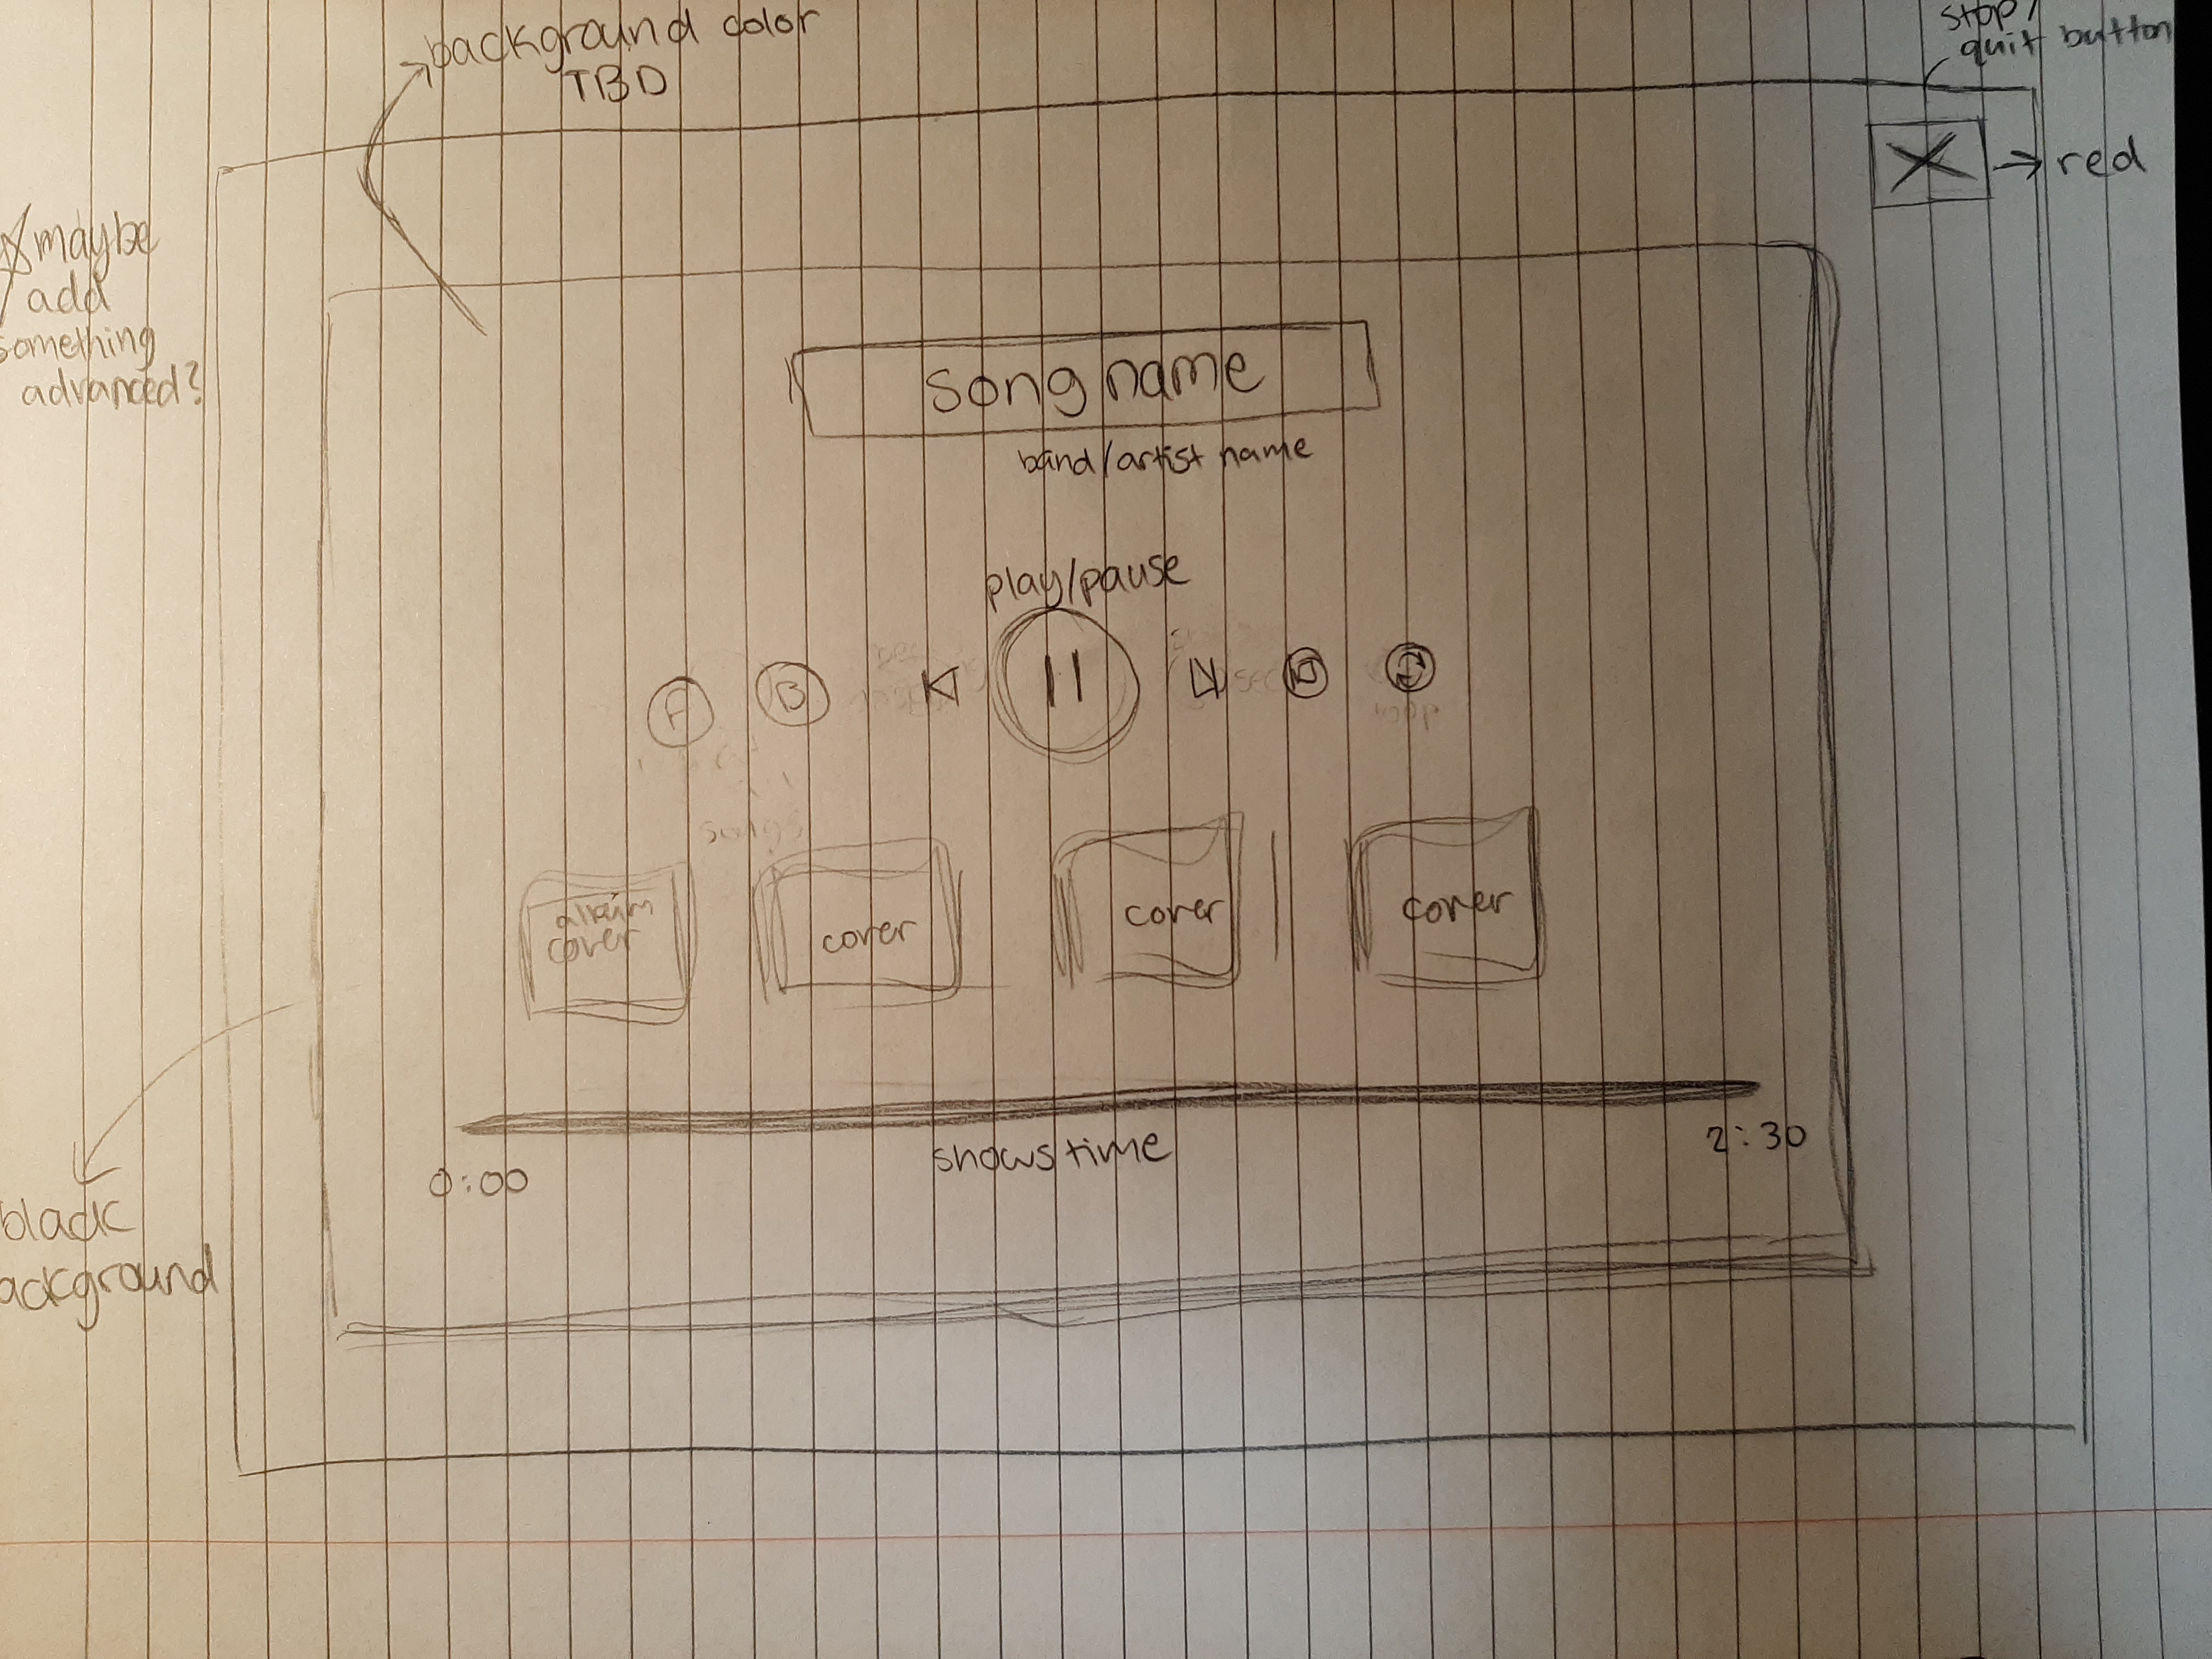 background color
TBD
stop/
quit button
maybe
add
something
advanced?
X
red
Song name
band/artist name
play/pause
F
B
album
cover
cover
cover
cover
0:00
shows time
2:30
black
ackground